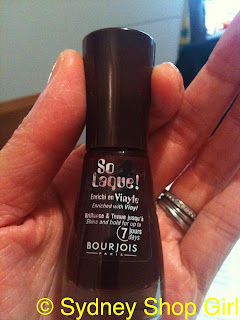 So
Laque!
Enrichi en Vinyle
Enriched with Vinyl
Brillance & Tenue jusqu'à
Shine and hold for up to
7 jours
days
BOURJOIS
PARIS
© Sydney Shop Girl